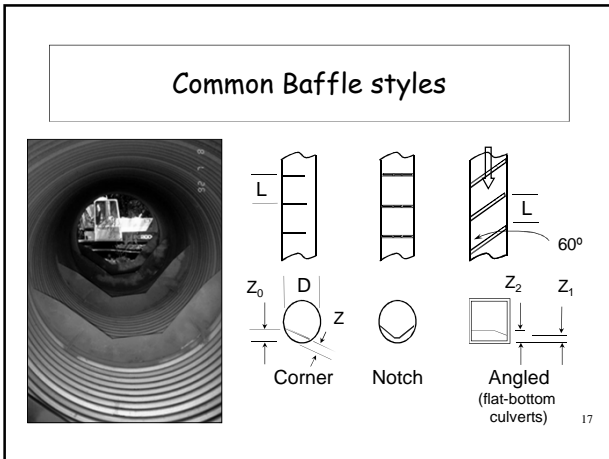 Common Baffle styles
L
L
60º
Z0
D
Z
Z2
Z1
Corner
Notch
Angled
(flat-bottom
culverts)
17